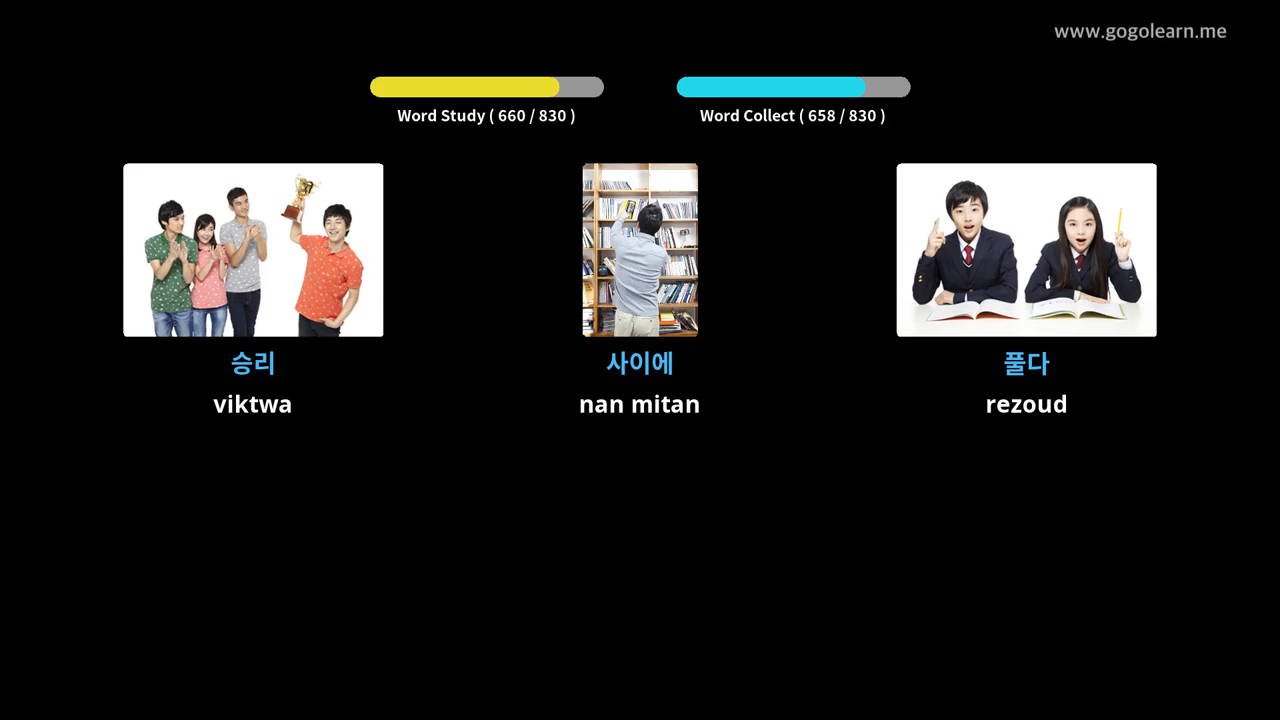 www.gogolearn.me
Word Study ( 660 / 830 )
Word Collect ( 658 / 830 )
승리
사이에
풀다
viktwa
nan mitan
rezoud